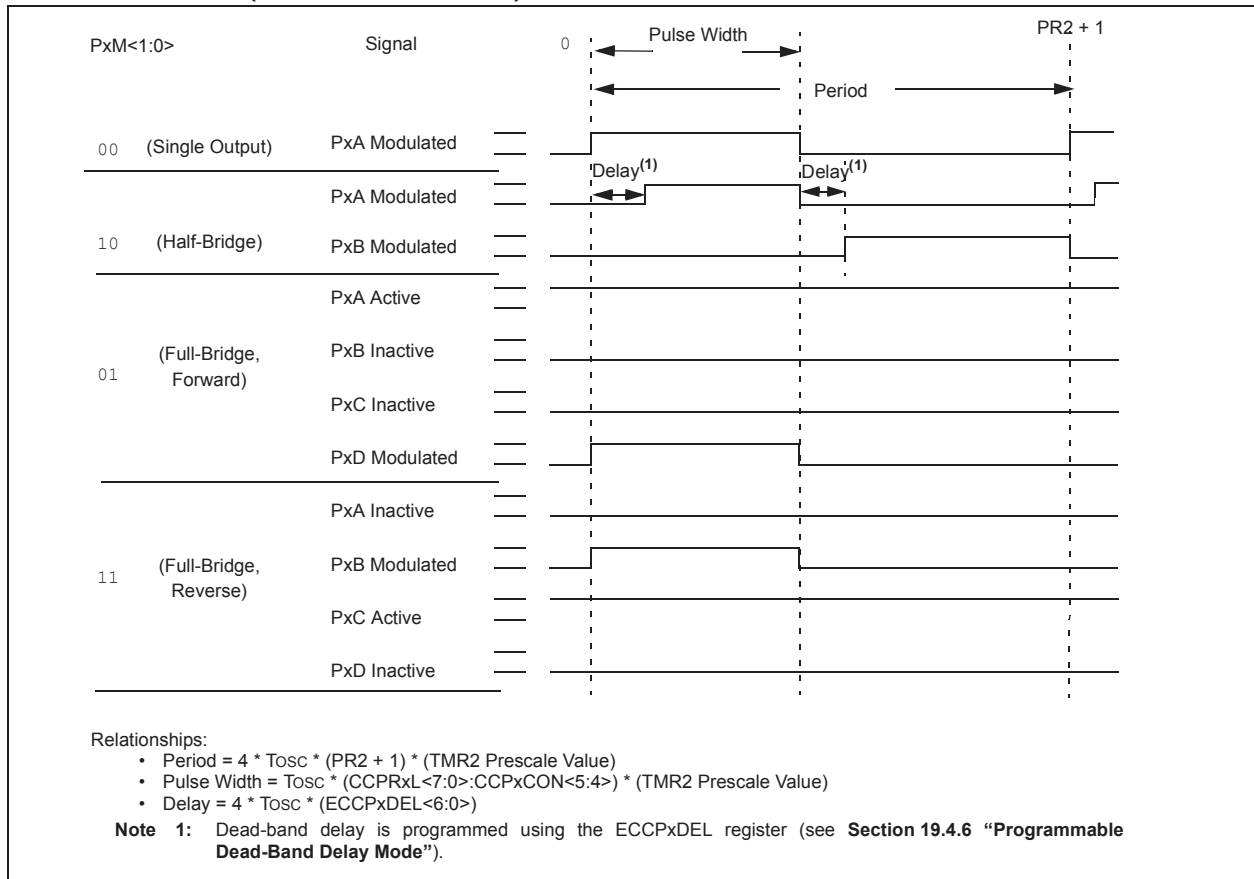 PxM<1:0> Signal 0 Pulse Width PR2 + 1
Period
00 (Single Output) PxA Modulated
Delay(1) Delay(1)
PxA Modulated
10 (Half-Bridge) PxB Modulated
PxA Active
(Full-Bridge, PxB Inactive
01 Forward)
PxC Inactive
PxD Modulated
PxA Inactive
(Full-Bridge, PxB Modulated
11 Reverse)
PxC Active
PxD Inactive
Relationships:
• Period = 4 * TOSC * (PR2 + 1) * (TMR2 Prescale Value)
• Pulse Width = TOSC * (CCPRxL<7:0>:CCPxCON<5:4>) * (TMR2 Prescale Value)
• Delay = 4 * TOSC * (ECCPxDEL<6:0>)
Note 1: Dead-band delay is programmed using the ECCPxDEL register (see Section 19.4.6 “Programmable
Dead-Band Delay Mode”).